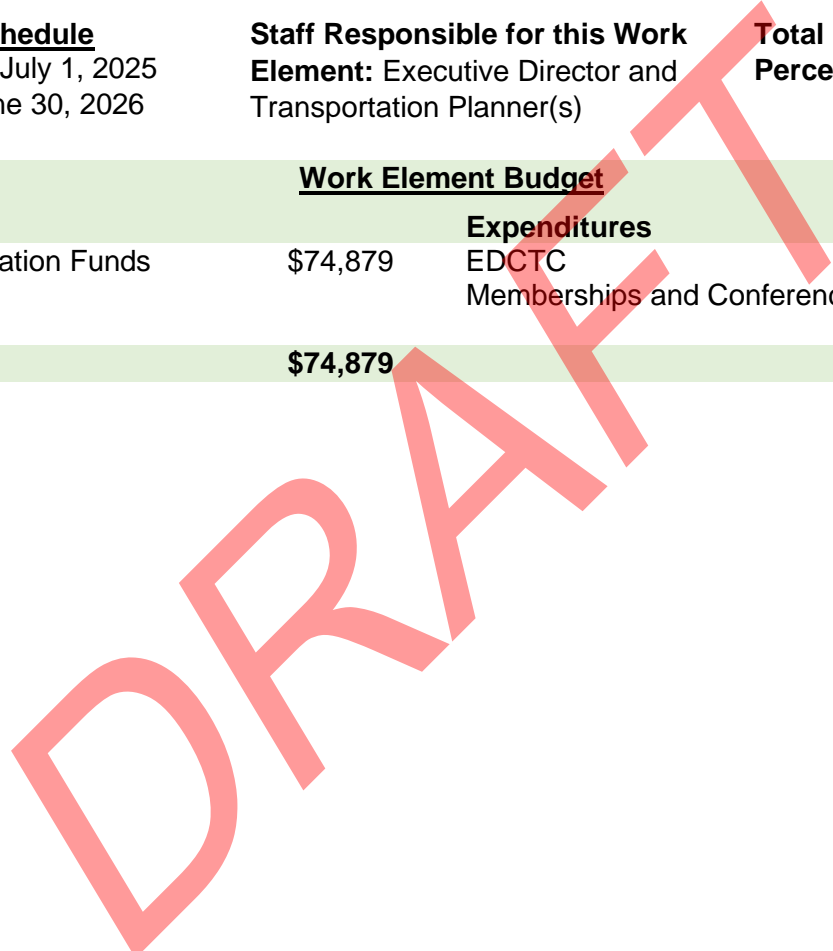 hedule
July 1, 2025
ne 30, 2026
Staff Responsible for this Work
Element: Executive Director and
Transportation Planner(s)
Total
Perce
Work Element Budget
Expenditures
ation Funds $74,879 EDCTC
Memberships and Conferenc
$74,879
DRAFT